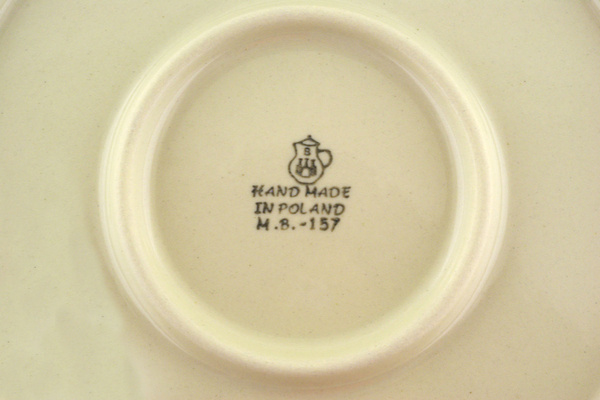 S
HAND MADE
IN POLAND
M.B.-157